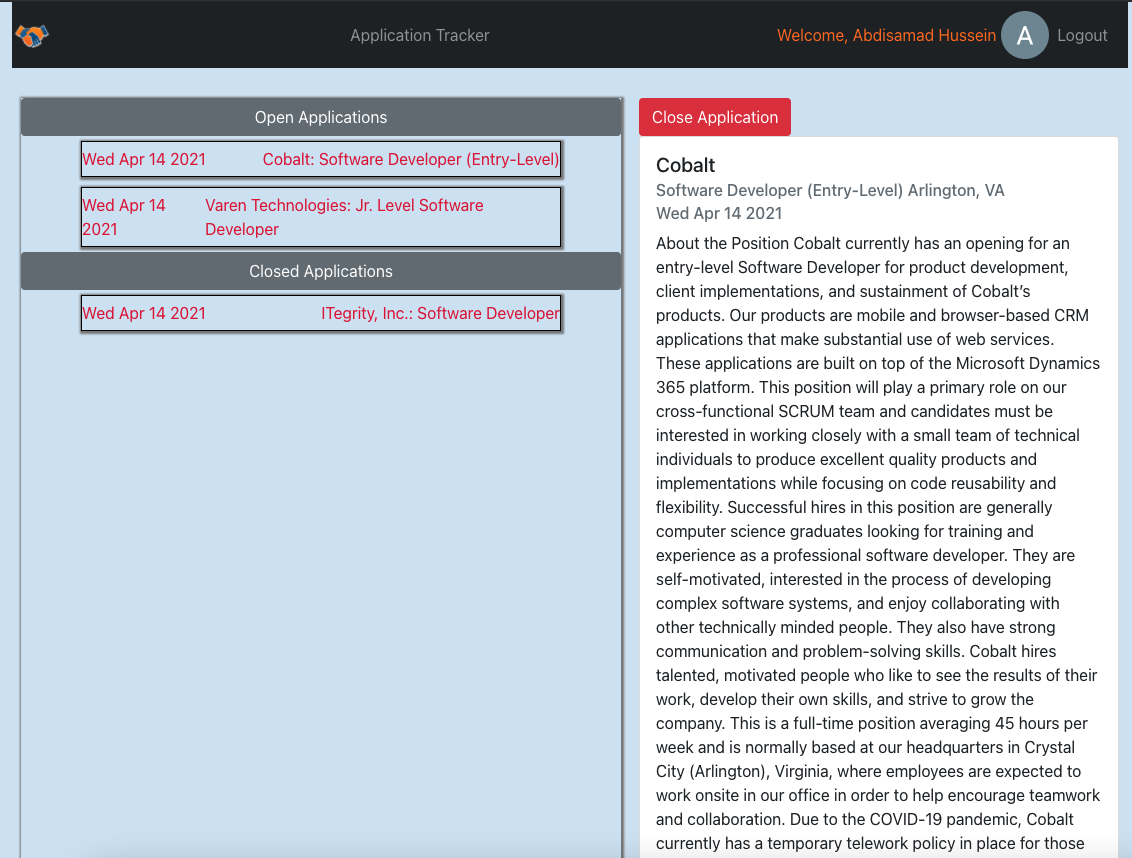 Application Tracker
Welcome, Abdisamad Hussein A Logout
Open Applications
Wed Apr 14 2021 Cobalt: Software Developer (Entry-Level)
Wed Apr 14 2021
Varen Technologies: Jr. Level Software
Developer
Closed Applications
Wed Apr 14 2021 ITegrity, Inc.: Software Developer
Close Application
Cobalt
Software Developer (Entry-Level) Arlington, VA
Wed Apr 14 2021
About the Position Cobalt currently has an opening for an
entry-level Software Developer for product development,
client implementations, and sustainment of Cobalt’s
products. Our products are mobile and browser-based CRM
applications that make substantial use of web services.
These applications are built on top of the Microsoft Dynamics
365 platform. This position will play a primary role on our
cross-functional SCRUM team and candidates must be
interested in working closely with a small team of technical
individuals to produce excellent quality products and
implementations while focusing on code reusability and
flexibility. Successful hires in this position are generally
computer science graduates looking for training and
experience as a professional software developer. They are
self-motivated, interested in the process of developing
complex software systems, and enjoy collaborating with
other technically minded people. They also have strong
communication and problem-solving skills. Cobalt hires
talented, motivated people who like to see the results of their
work, develop their own skills, and strive to grow the
company. This is a full-time position averaging 45 hours per
week and is normally based at our headquarters in Crystal
City (Arlington), Virginia, where employees are expected to
work onsite in our office in order to help encourage teamwork
and collaboration. Due to the COVID-19 pandemic, Cobalt
currently has a temporary telework policy in place for those